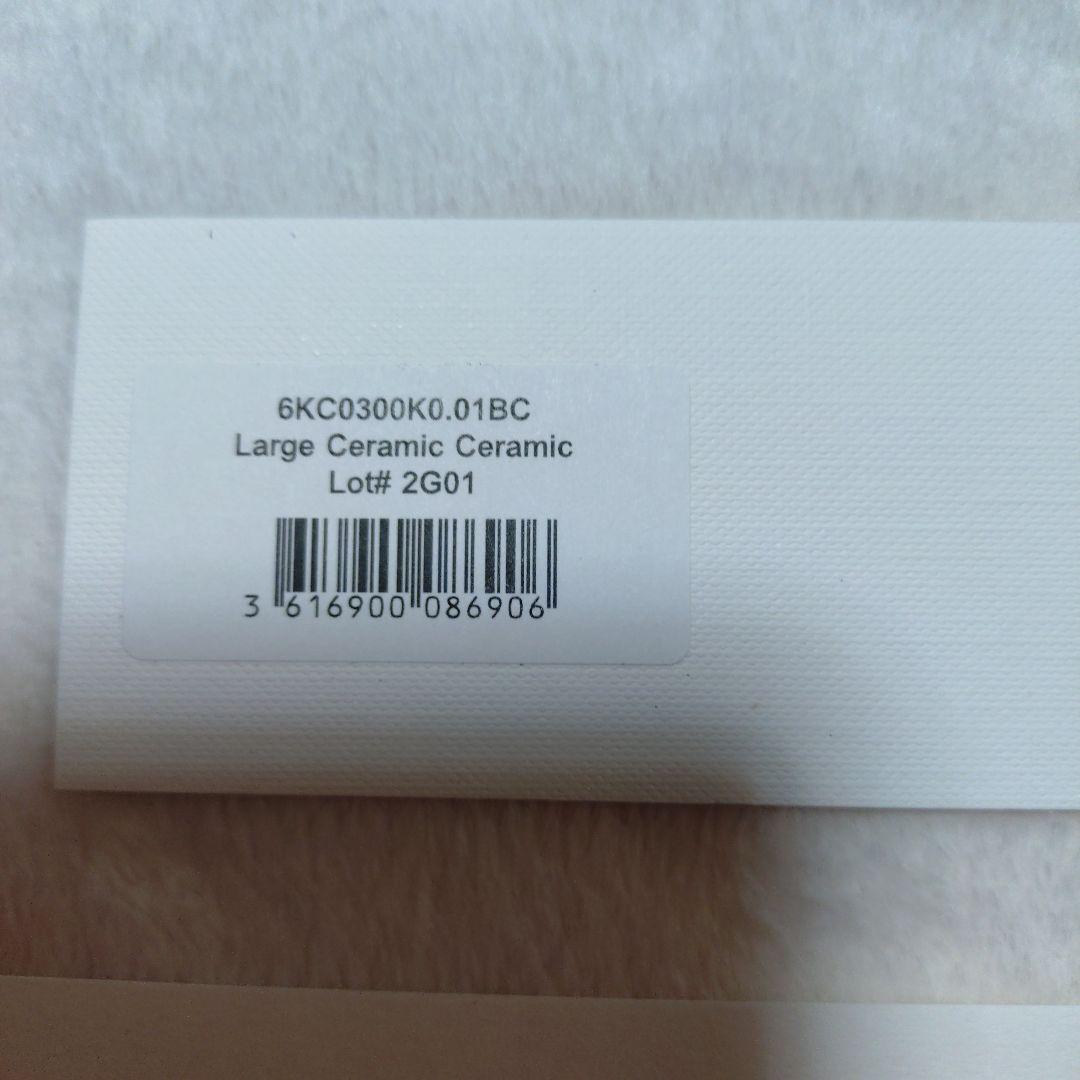 6KC0300K0.01BC
Large Ceramic Ceramic
Lot# 2G01
3 616900 086906